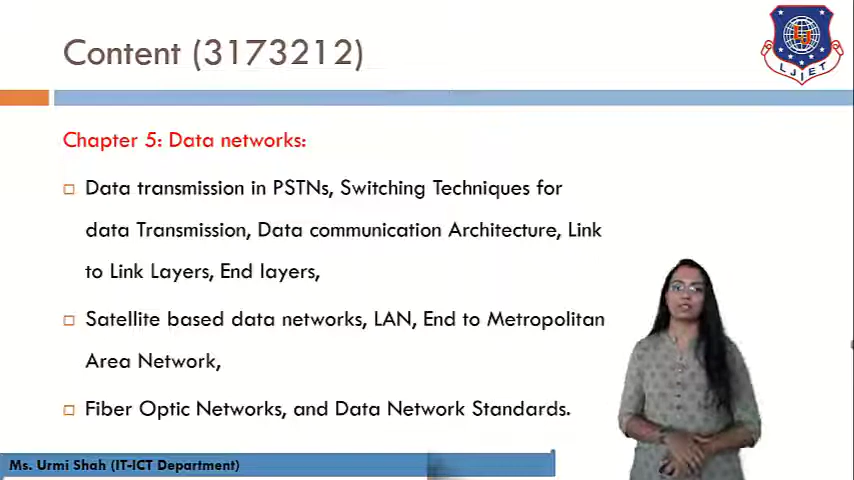 Content (3173212)
LJIET
Chapter 5: Data networks:
Data transmission in PSTNs, Switching Techniques for
data Transmission, Data communication Architecture, Link
to Link Layers, End layers,
Satellite based data networks, LAN, End to Metropolitan
Area Network,
Fiber Optic Networks, and Data Network Standards.
Ms. Urmi Shah (IT-ICT Department)